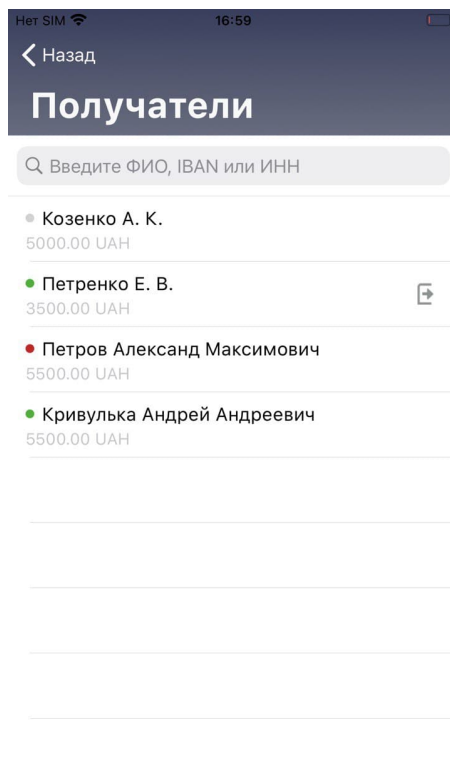 Нет SIM 16:59
Назад
Получатели
Введите ФИО, IBAN или ИНН
Козенко А. К.
5000.00 UAH
Петренко Е. В.
3500.00 UAH
Петров Александ Максимович
5500.00 UAH
Кривулька Андрей Андреевич
5500.00 UAH